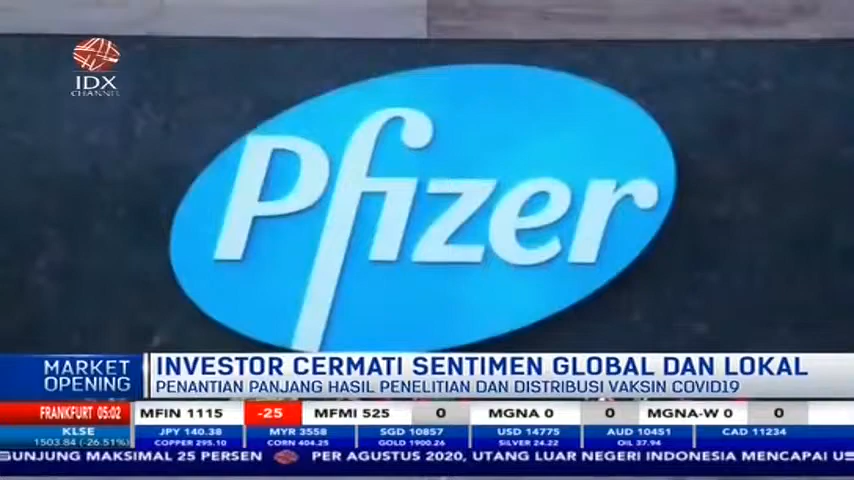 IDX
CHANNEL
Pfizer
MARKET
OPENING
INVESTOR CERMATI SENTIMEN GLOBAL DAN LOKAL
PENANTIAN PANJANG HASIL PENELITIAN DAN DISTRIBUSI VAKSIN COVID19
FRANKFURT 05:02 MFIN 1115 -25 MFMI 525 0 MGNA 0 0 MGNA-W 0 0
KLSE JPY 140.38 MYR 3558 SGD 10857 USD 14775 AUD 10451 CAD 11234
1503.84 (-26.51%) COPPER 295.10 CORN 404.25 GOLD 1900.26 SILVER 24.22 OIL 37.94
GUNJUNG MAKSIMAL 25 PERSEN PER AGUSTUS 2020, UTANG LUAR NEGERI INDONESIA MENCAPAI US